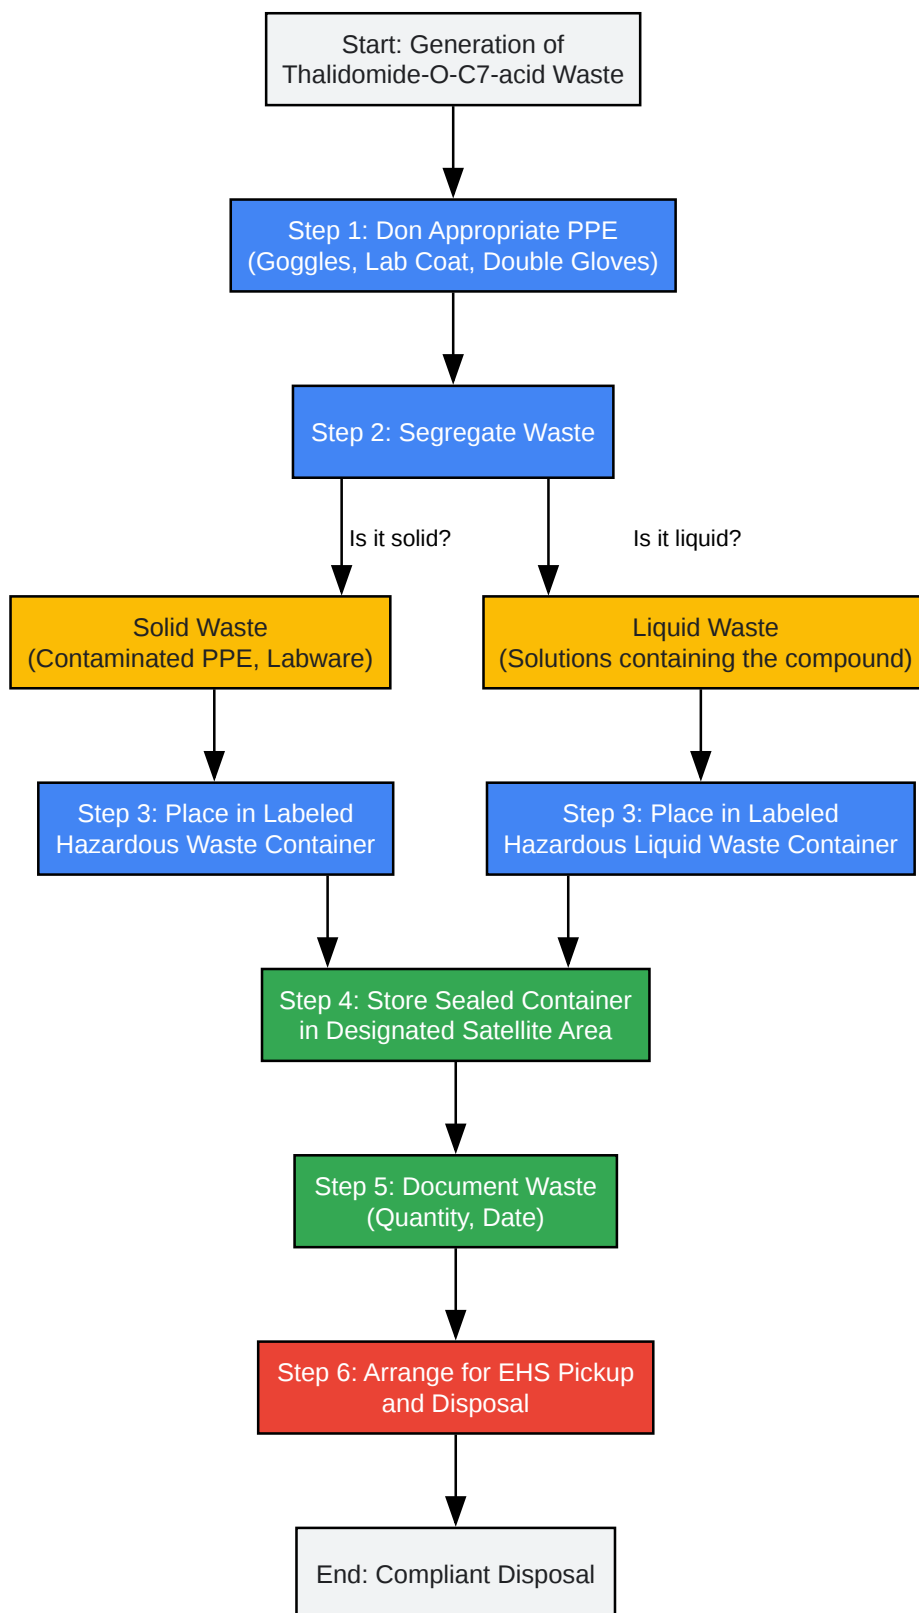 Start: Generation of
Thalidomide-O-C7-acid Waste
Step 1: Don Appropriate PPE
(Goggles, Lab Coat, Double Gloves)
Step 2: Segregate Waste
Is it solid?
Is it liquid?
Solid Waste
(Contaminated PPE, Labware)
Liquid Waste
(Solutions containing the compound)
Step 3: Place in Labeled
Hazardous Waste Container
Step 3: Place in Labeled
Hazardous Liquid Waste Container
Step 4: Store Sealed Container
in Designated Satellite Area
Step 5: Document Waste
(Quantity, Date)
Step 6: Arrange for EHS Pickup
and Disposal
End: Compliant Disposal